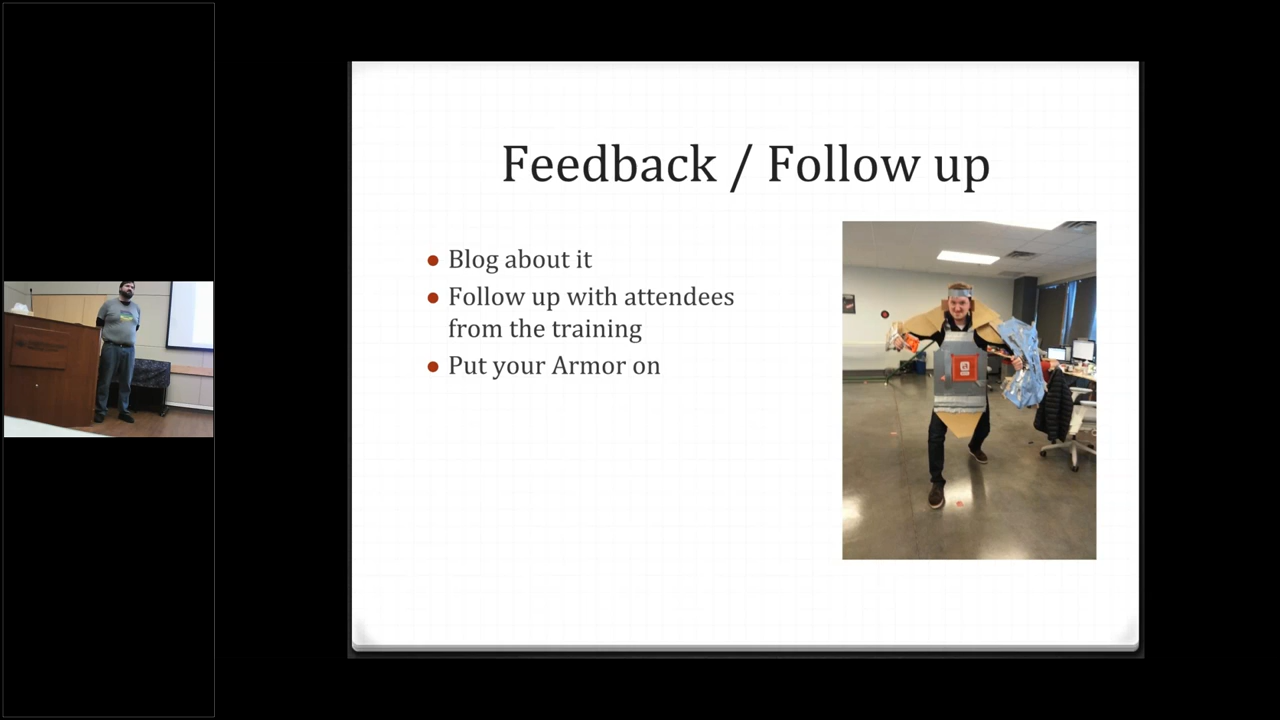 Feedback / Follow up
Blog about it
Follow up with attendees
from the training
Put your Armor on